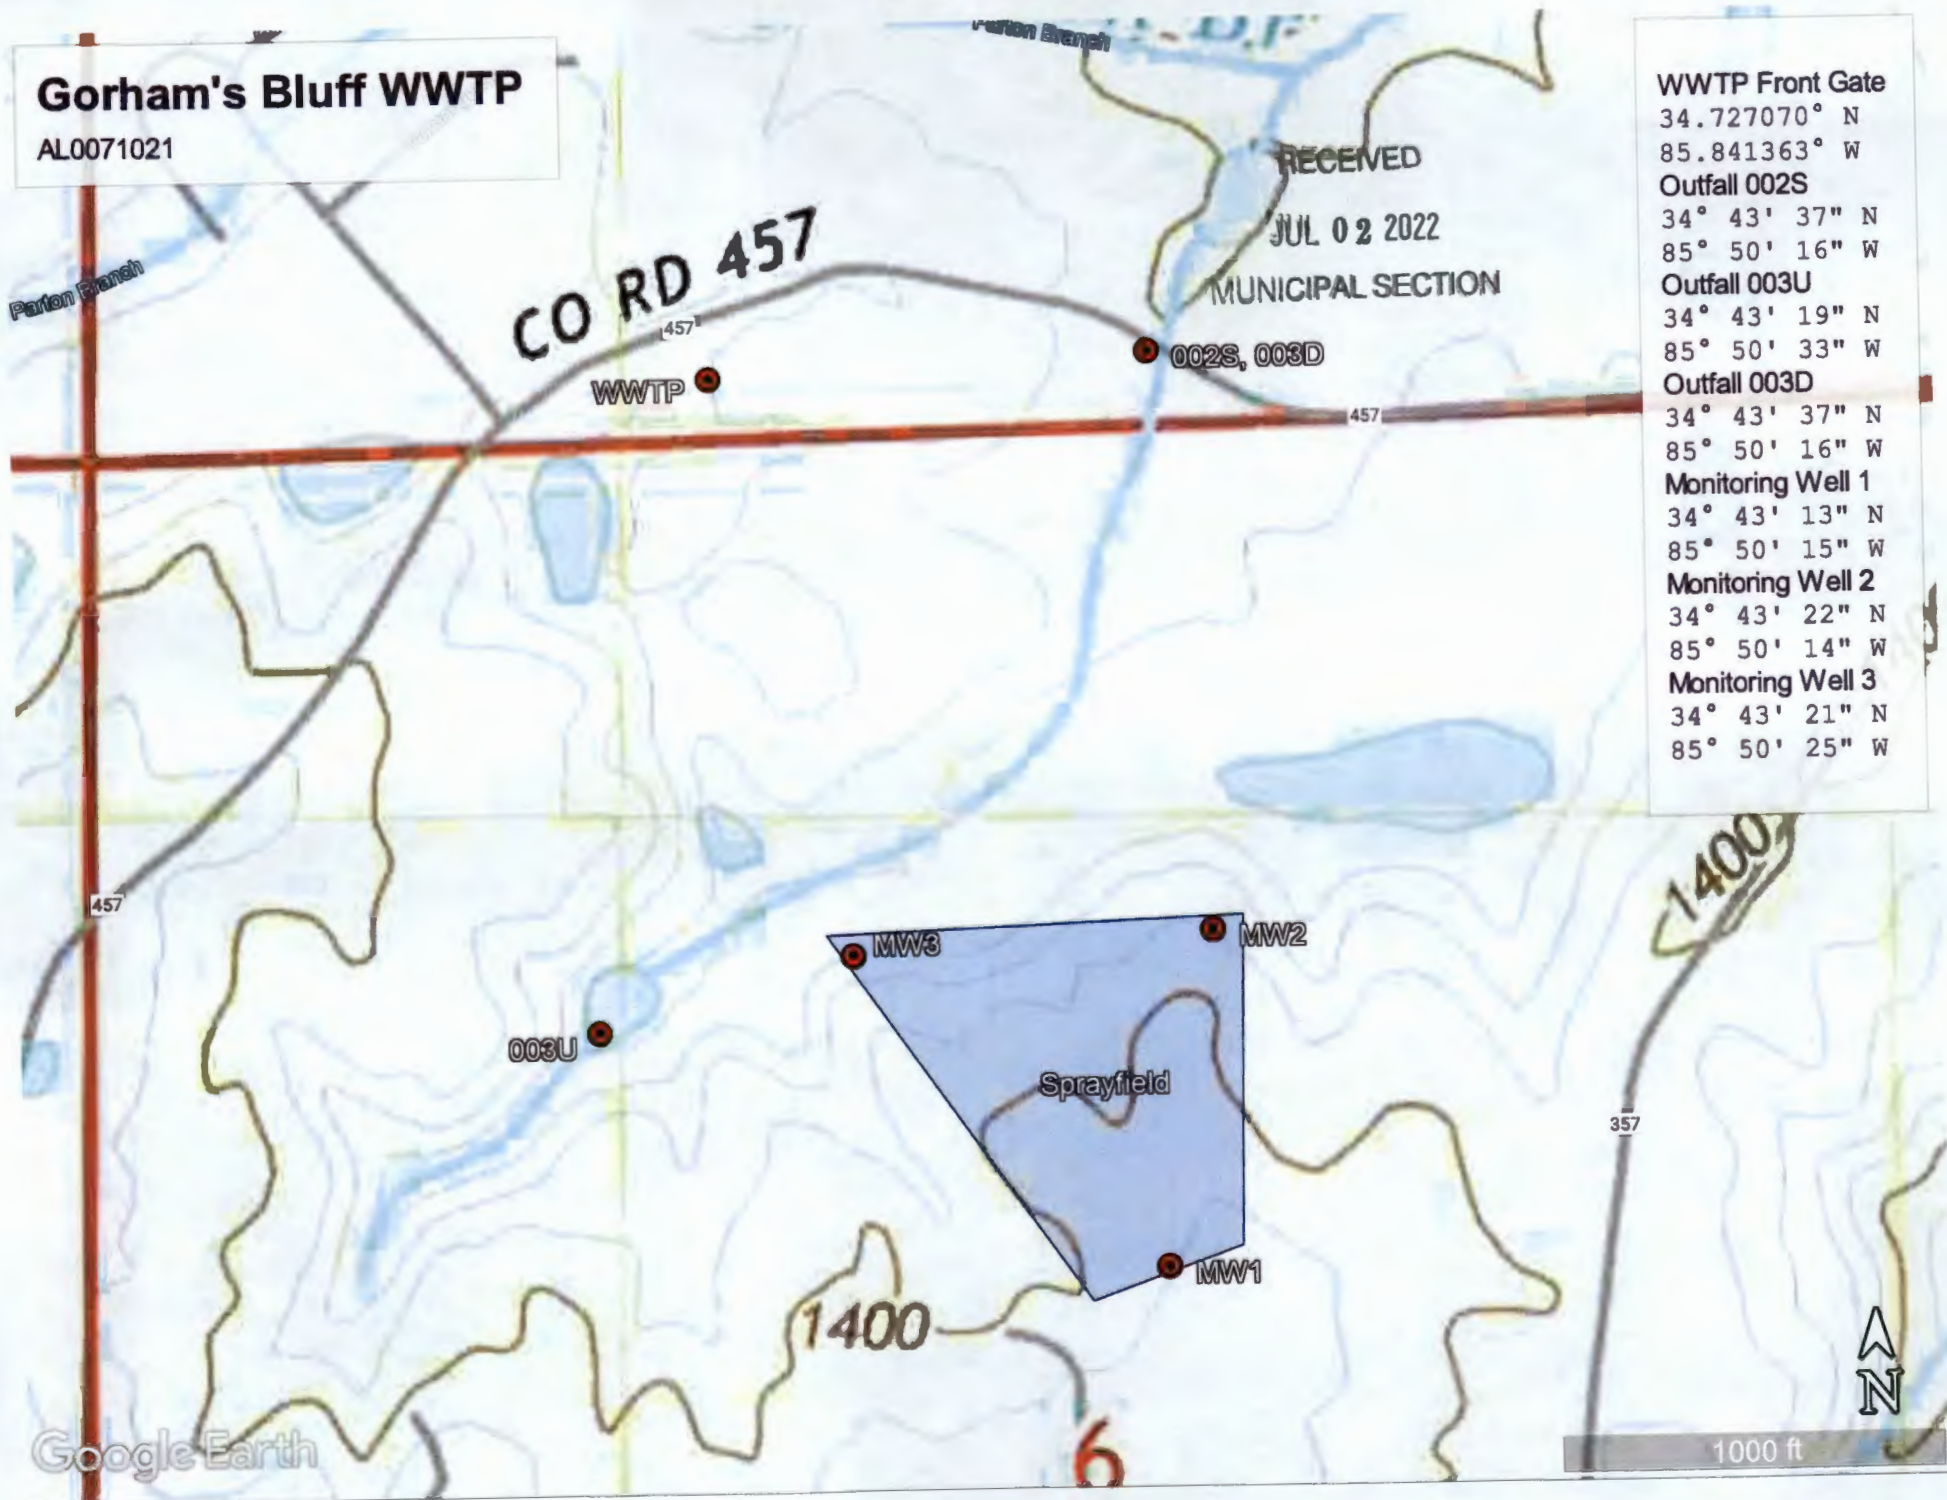 Gorham's Bluff WWTP
AL0071021
Parton Branch
RECEIVED
JUL 02 2022
MUNICIPAL SECTION
WWTP Front Gate
34.727070° N
85.841363° W
Outfall 002S
34° 43' 37" N
85° 50' 16" W
Outfall 003U
34° 43' 19" N
85° 50' 33" W
Outfall 003D
34° 43' 37" N
85° 50' 16" W
Monitoring Well 1
34° 43' 13" N
85° 50' 15" W
Monitoring Well 2
34° 43' 22" N
85° 50' 14" W
Monitoring Well 3
34° 43' 21" N
85° 50' 25" W
Parton Branch
CO RD 457
457
WWTP
002S, 003D
457
457
1400
MW3
MW2
003U
Sprayfield
357
MW1
1400
6
N
Google Earth
1000 ft